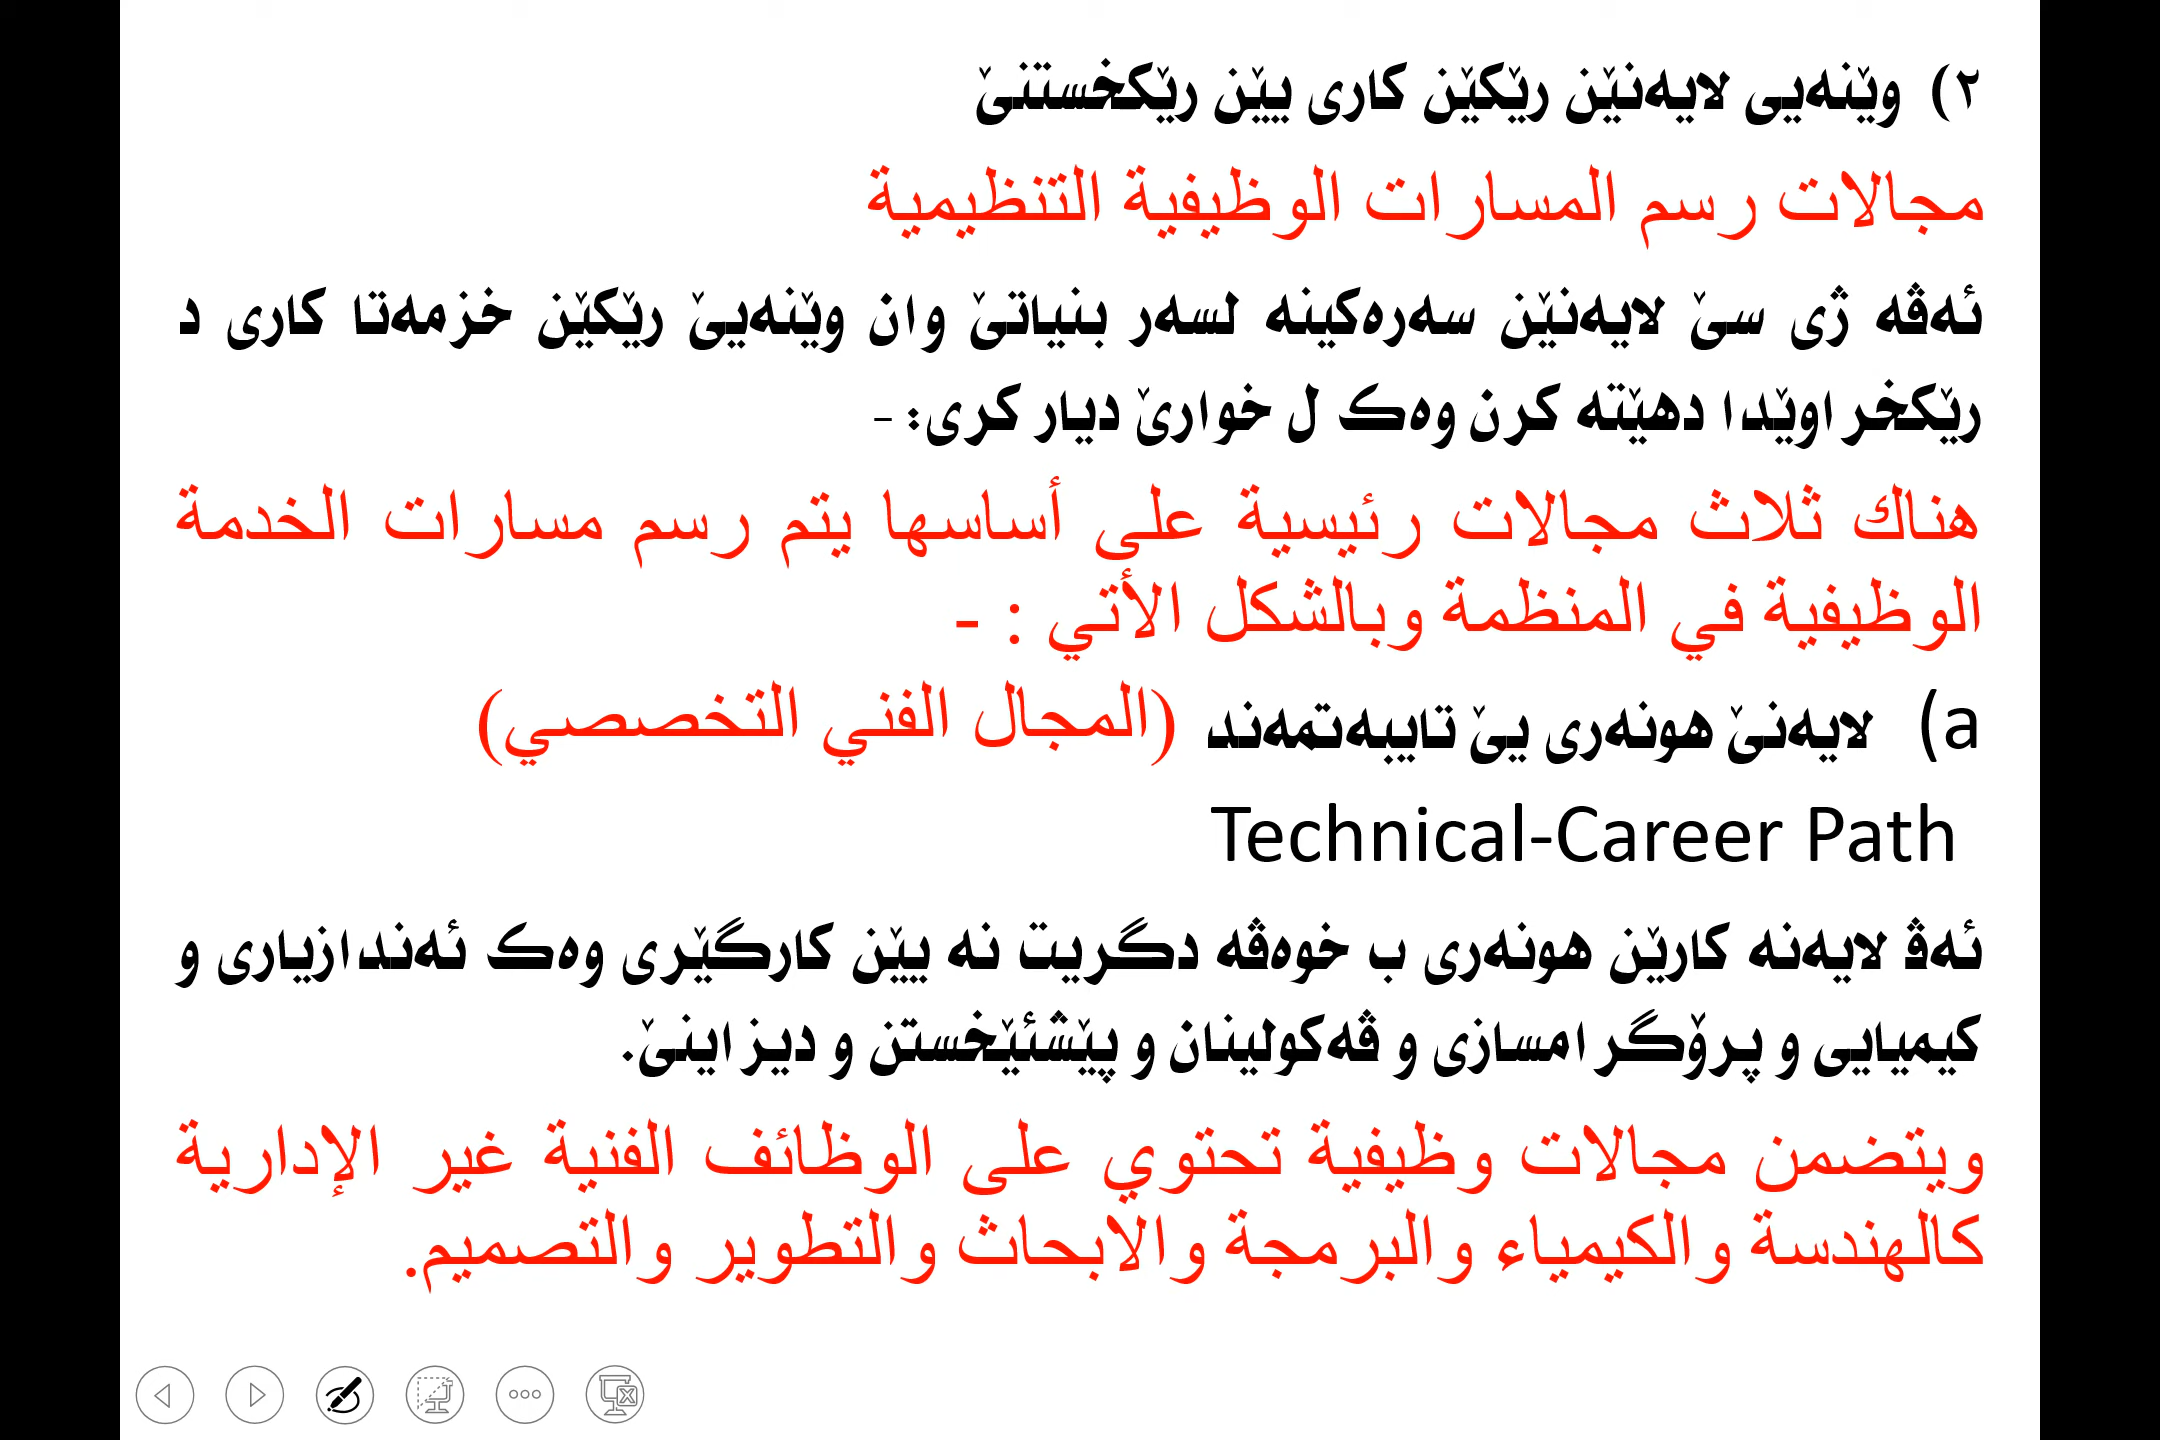 ٢) وێنەیی لایەنێن رێکێن کاری یێن رێکخستنێ
مجالات رسم المسارات الوظيفية التنظيمية
ئەڤە ژی سێ لایەنێن سەرەکینە لسەر بنیاتێ وان وێنەیێ رێکێن خزمەتا کاری د
رێکخراوێدا دهێتە کرن وەک ل خوارێ دیار کری: -
هناك ثلاث مجالات رئيسية على أساسها يتم رسم مسارات الخدمة
الوظيفية في المنظمة وبالشكل الأتي : -
a) لایەنێ هونەری یێ تایبەتمەند (المجال الفني التخصصي)
Technical-Career Path
ئەڤ لایەنە کارێن هونەری ب خوەڤە دگریت نە یێن کارگێری وەک ئەندازیاری و
کیمیایی و پرۆگرامسازی و ڤەکولینان و پێشئێخستن و دیزاینێ.
ويتضمن مجالات وظيفية تحتوي على الوظائف الفنية غير الإدارية
كالهندسة والكيمياء والبرمجة والابحاث والتطوير والتصميم.